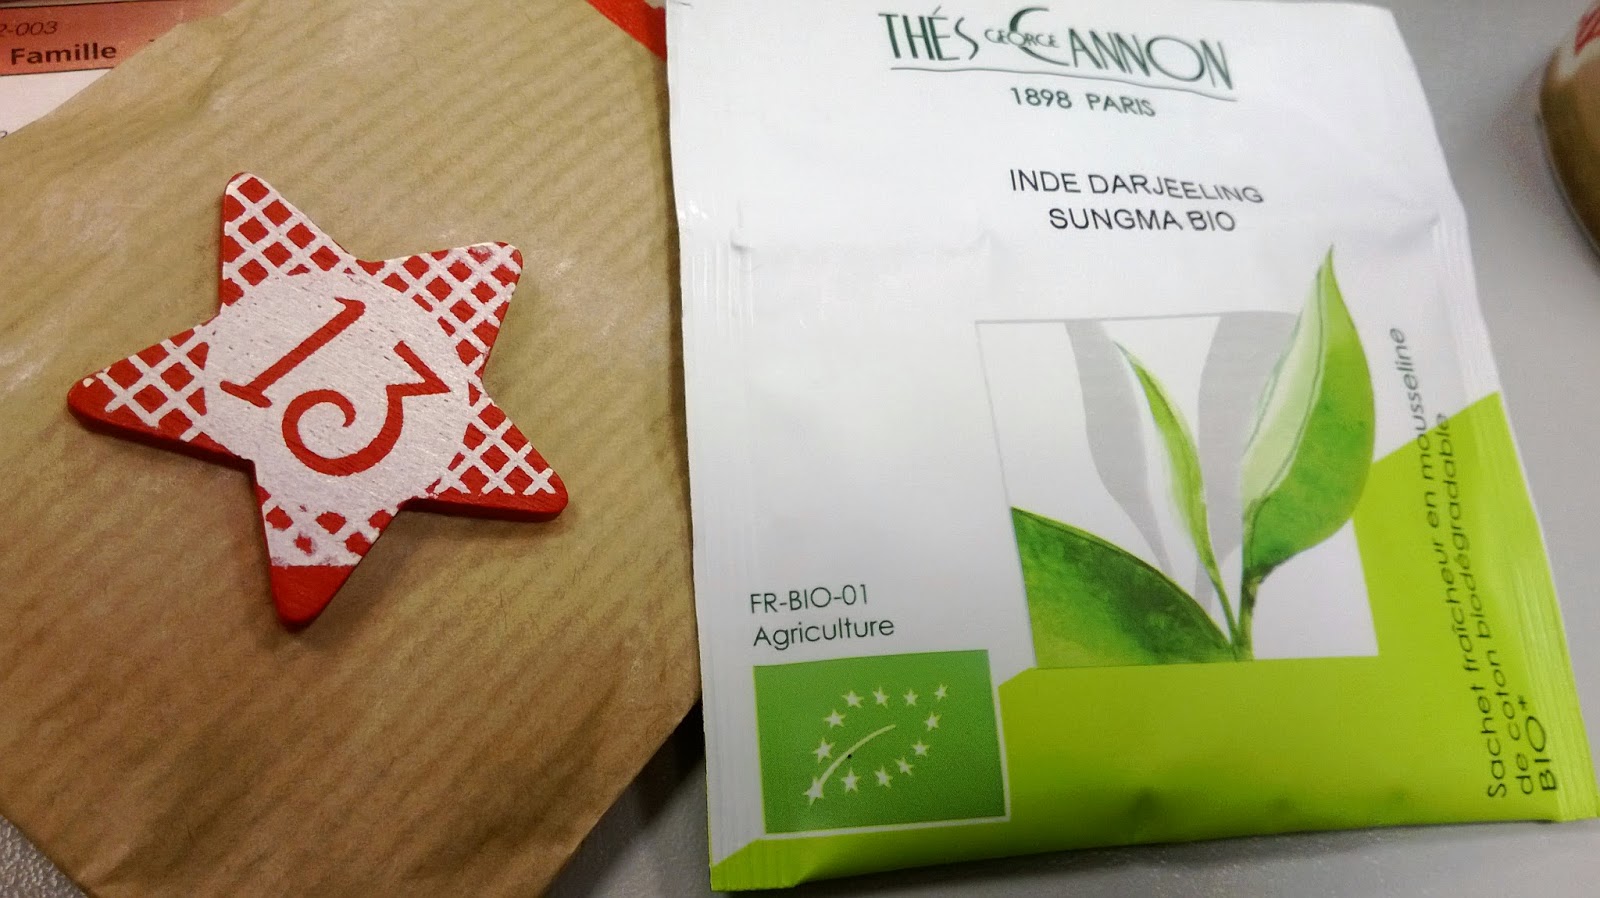 2-003
Famille
13
THÉS GEORGE CANNON
1898 PARIS
INDE DARJEELING
SUNGMA BIO
FR-BIO-01
Agriculture
Sachet fraîcheur en mousseline
de coton biodégradable
BIO*